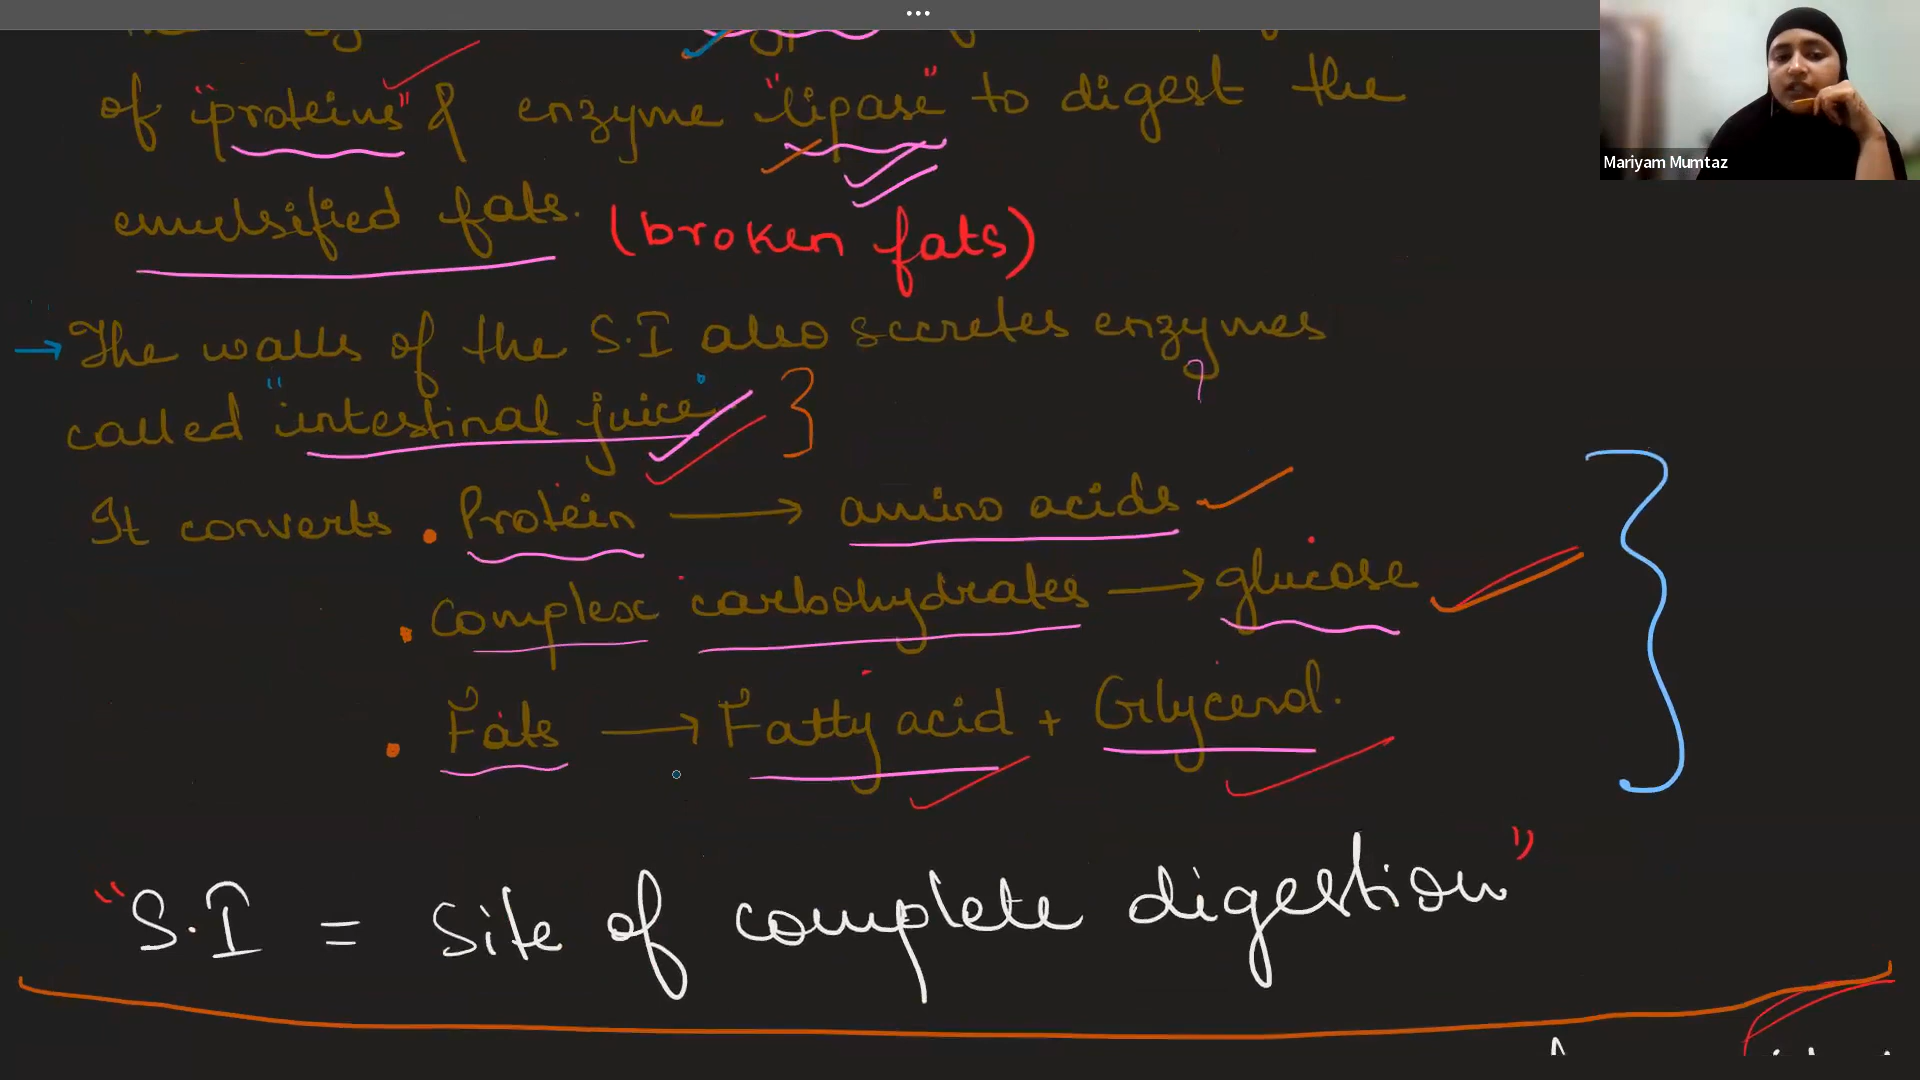 of "proteins" & enzyme "lipase" to digest the
emulsified fats. (broken fats)
→ The walls of the S.I also secretes enzymes
called "intestinal juice"
It converts • Protein → amino acids
• Complex carbohydrates → glucose
• Fats → Fatty acid + Glycerol.
"S.I = Site of complete digestion"
Mariyam Mumtaz